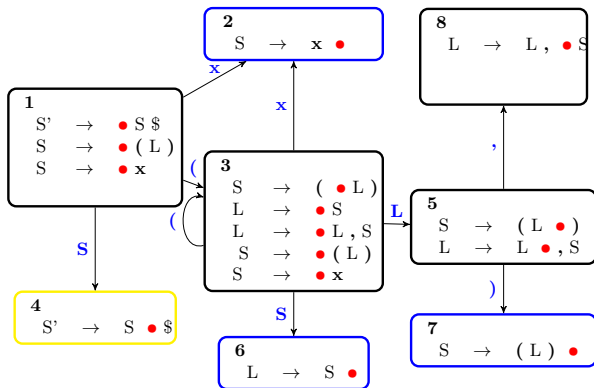 2
S → x •
8
L → L , • S
x
1
S' → • S $
S → • ( L )
S → • x
x
(
3
S → ( • L )
L → • S
L → • L , S
S → • ( L )
S → • x
(
,
L
5
S → ( L • )
L → L • , S
S
4
S' → S • $
S
)
6
L → S •
7
S → ( L ) •